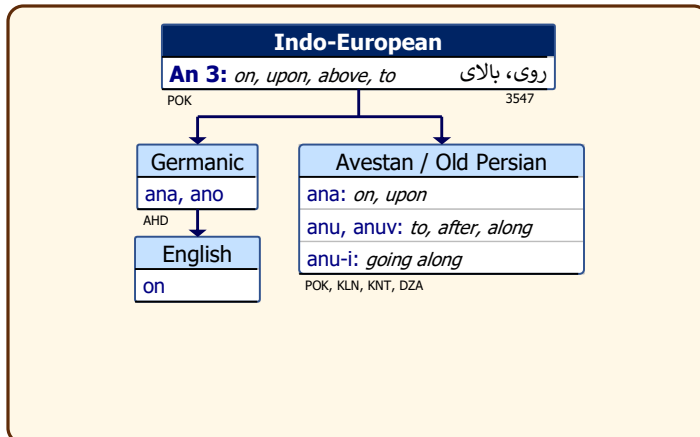 Indo-European
An 3: on, upon, above, to روی، بالای
POK 3547
Germanic
ana, ano
AHD
English
on
Avestan / Old Persian
ana: on, upon
anu, anuv: to, after, along
anu-i: going along
POK, KLN, KNT, DZA